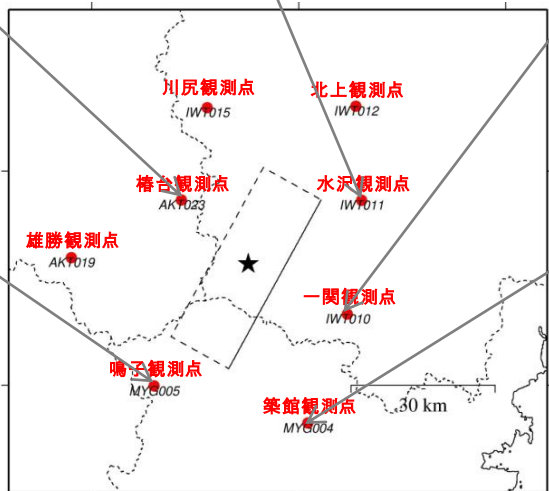 川尻観測点
IWT015
北上観測点
IWT012
椿台観測点
AKT023
水沢観測点
IWT011
雄勝観測点
AKT019
一関観測点
IWT010
鳴子観測点
MYG005
30 km
築館観測点
MYG004